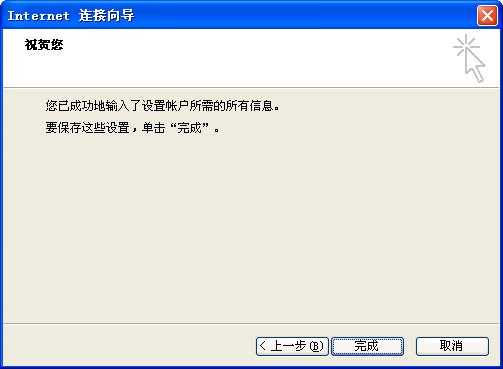 Internet 连接向导
祝贺您
您已成功地输入了设置帐户所需的所有信息。
要保存这些设置，单击“完成”。
< 上一步(B) 完成 取消